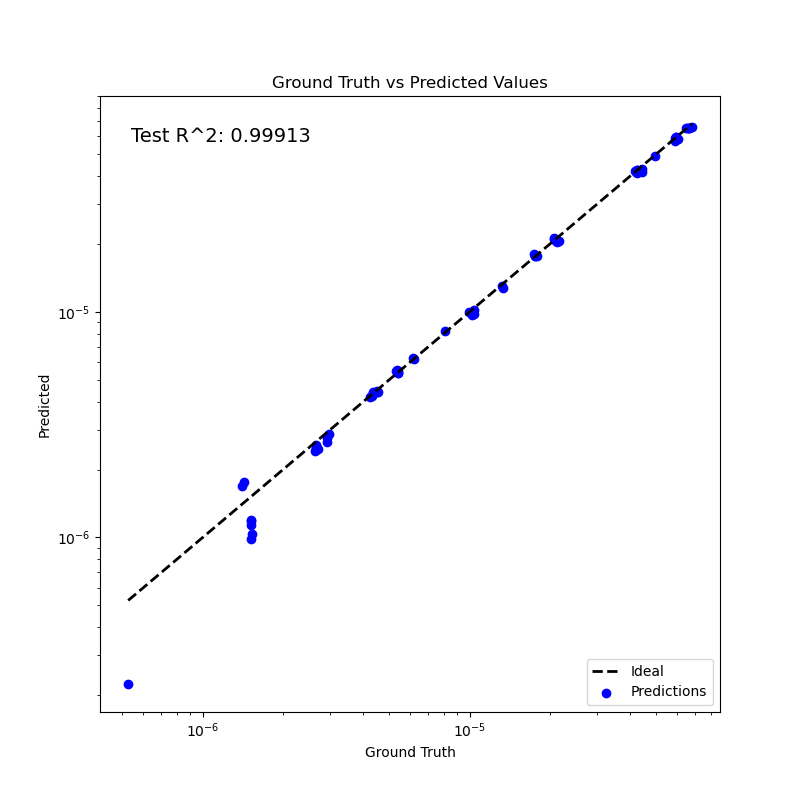 Ground Truth vs Predicted Values
Test R^2: 0.99913
Predicted
10⁻⁵
10⁻⁶
10⁻⁶
10⁻⁵
Ground Truth
Ideal
Predictions